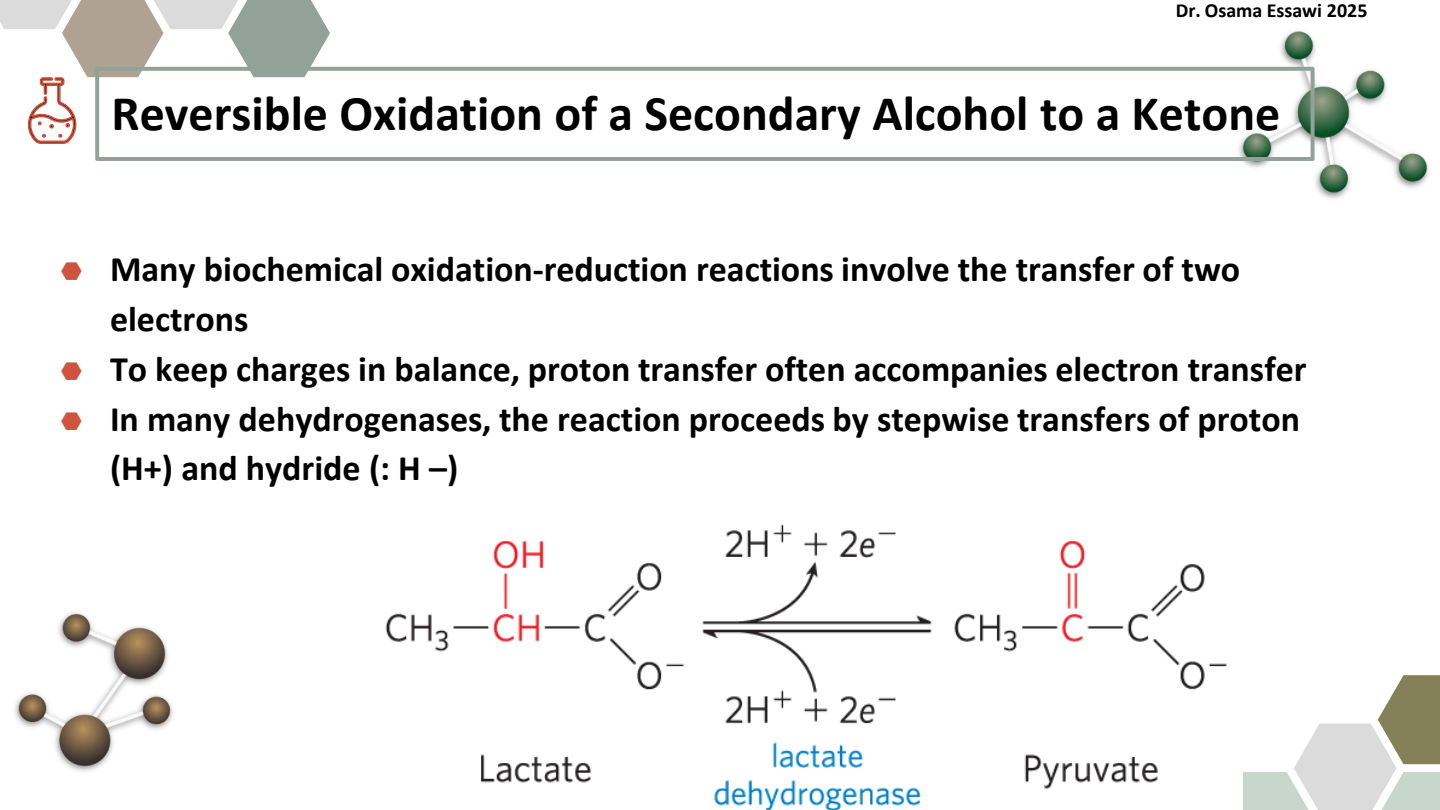 Dr. Osama Essawi 2025
Reversible Oxidation of a Secondary Alcohol to a Ketone
Many biochemical oxidation-reduction reactions involve the transfer of two
electrons
To keep charges in balance, proton transfer often accompanies electron transfer
In many dehydrogenases, the reaction proceeds by stepwise transfers of proton
(H+) and hydride (: H –)
2H⁺ + 2e⁻
OH O
O O
CH₃—CH—C CH₃—C—C
O⁻ O⁻
2H⁺ + 2e⁻
Lactate lactate Pyruvate
dehydrogenase